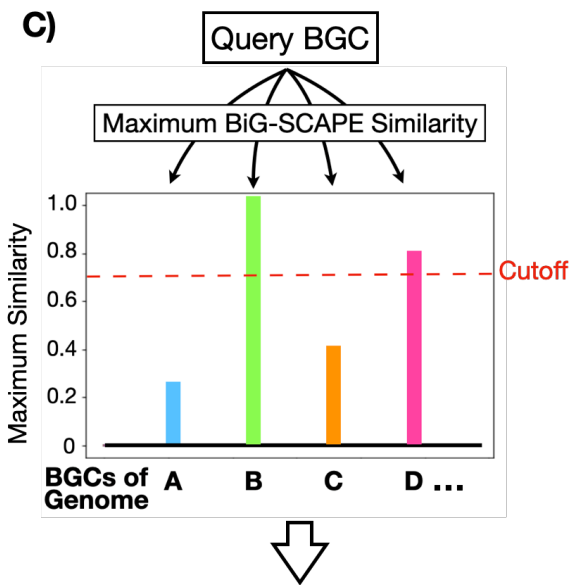 C)
Query BGC
Maximum BiG-SCAPE Similarity
Maximum Similarity
1.0
0.8
0.6
0.4
0.2
0
Cutoff
BGCs of
Genome
A B C D ...